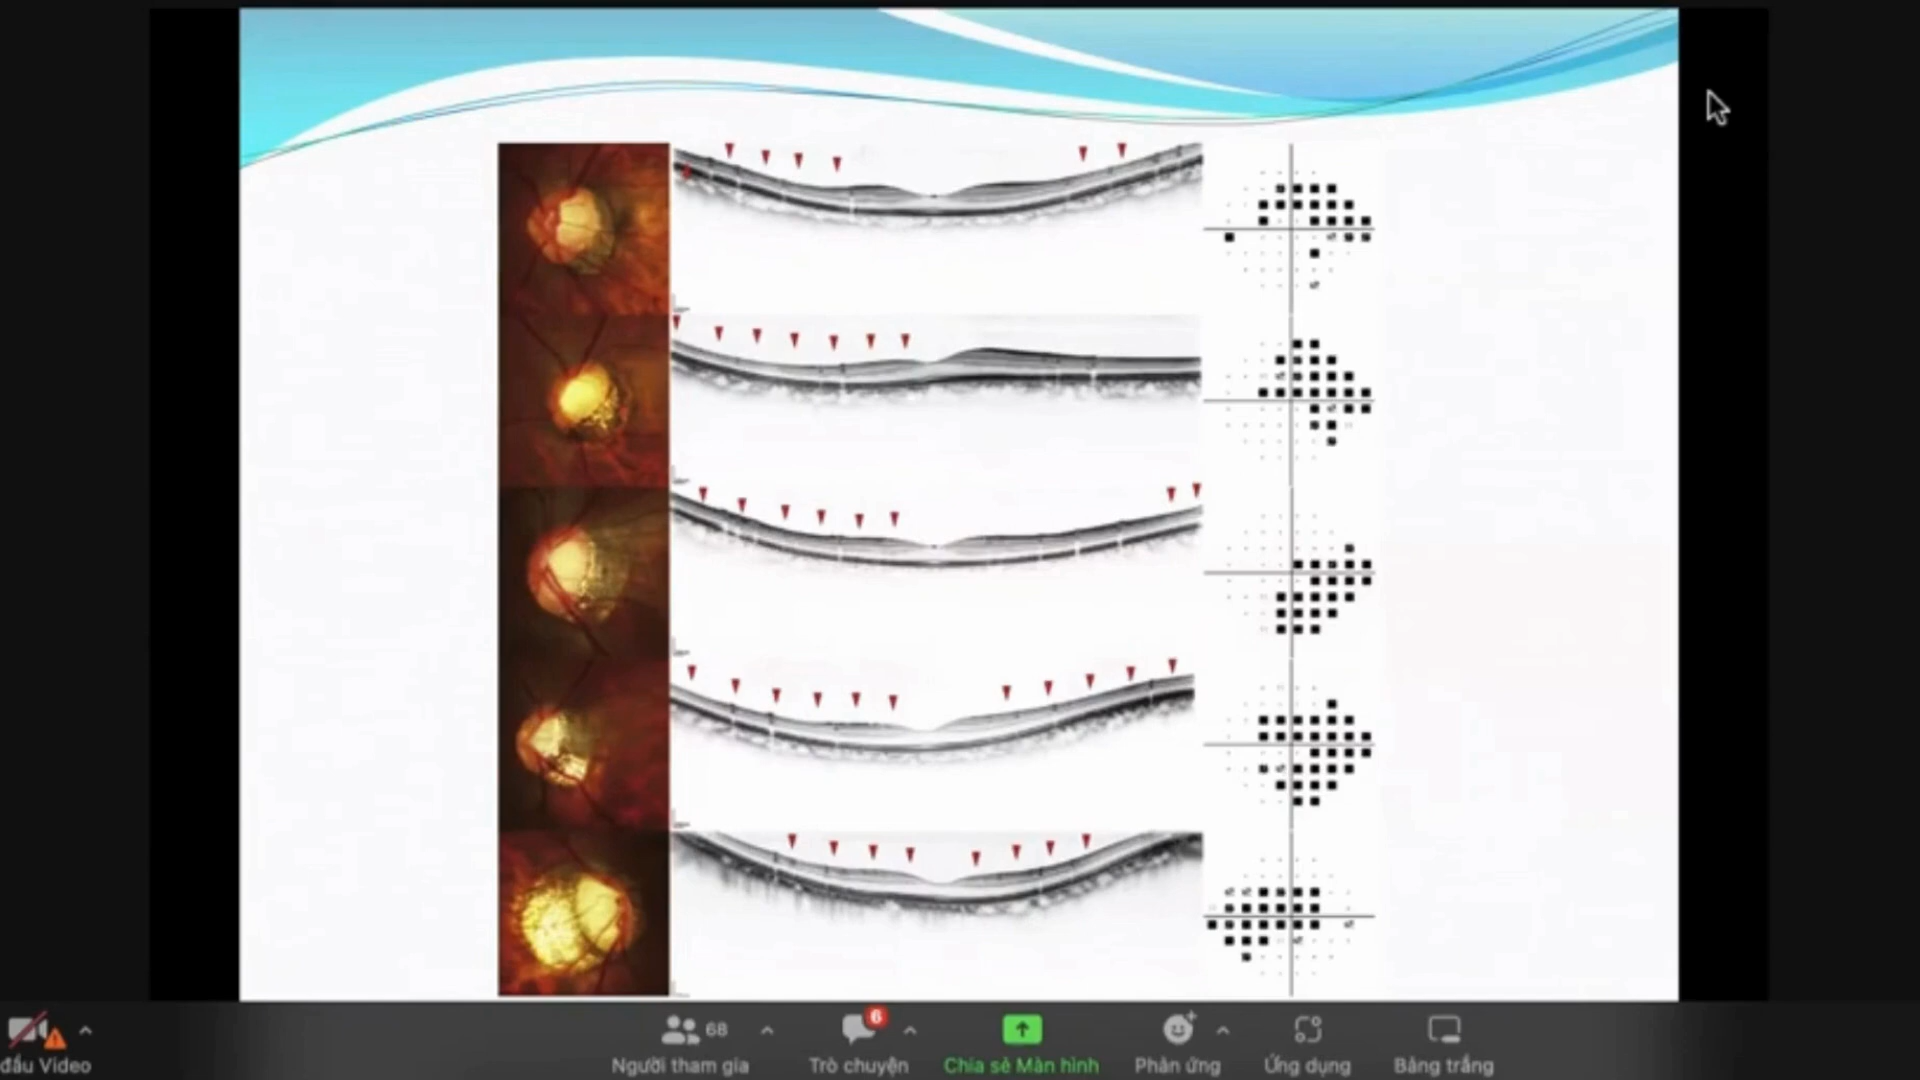 6
68
đầu Video
Người tham gia
Trò chuyện
Chia sẻ Màn hình
Phản ứng
Ứng dụng
Bảng trắng